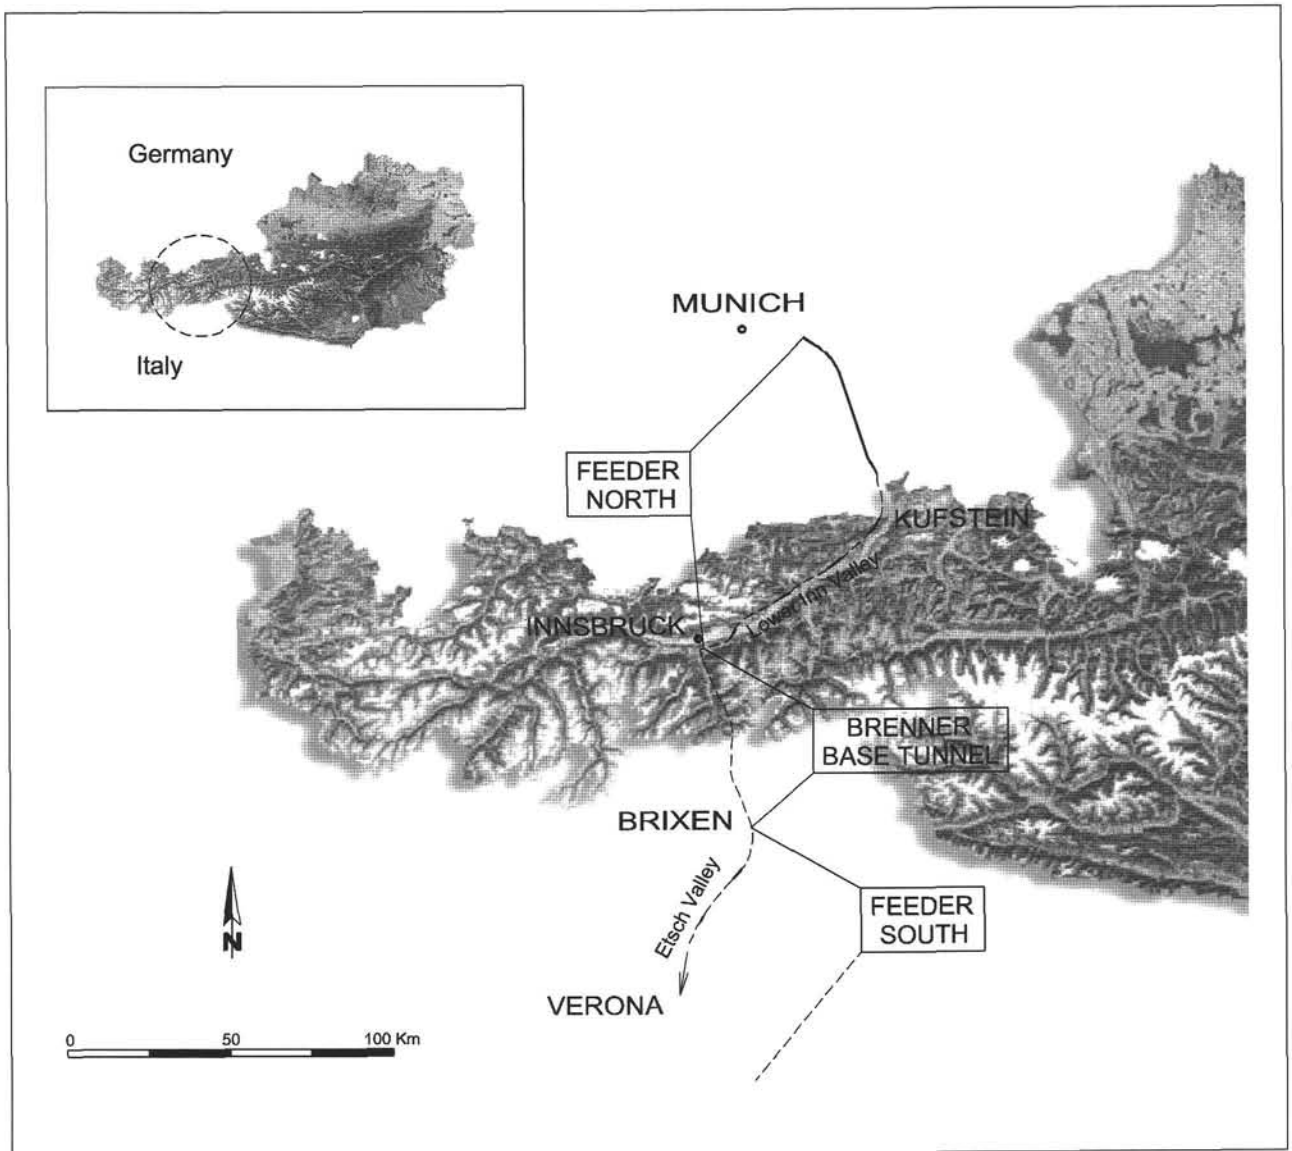 Germany
Italy
MUNICH
FEEDER
NORTH
KUFSTEIN
Lower Inn Valley
INNSBRUCK
BRENNER
BASE TUNNEL
BRIXEN
Etsch Valley
FEEDER
SOUTH
N
VERONA
0 50 100 Km